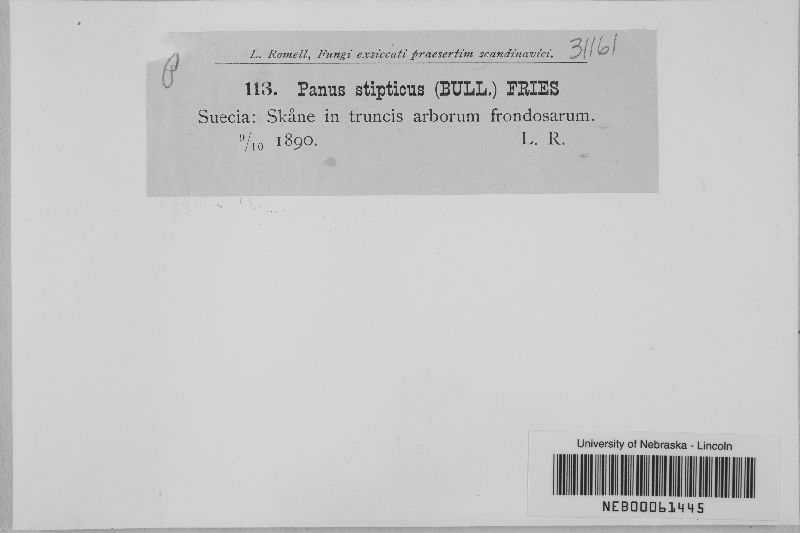 L. Romell, Fungi exsiccati praesertim scandinavici. 31161
113. Panus stipticus (BULL.) FRIES
Suecia: Skåne in truncis arborum frondosarum.
9/10 1890. L. R.
University of Nebraska - Lincoln
NEB00061445